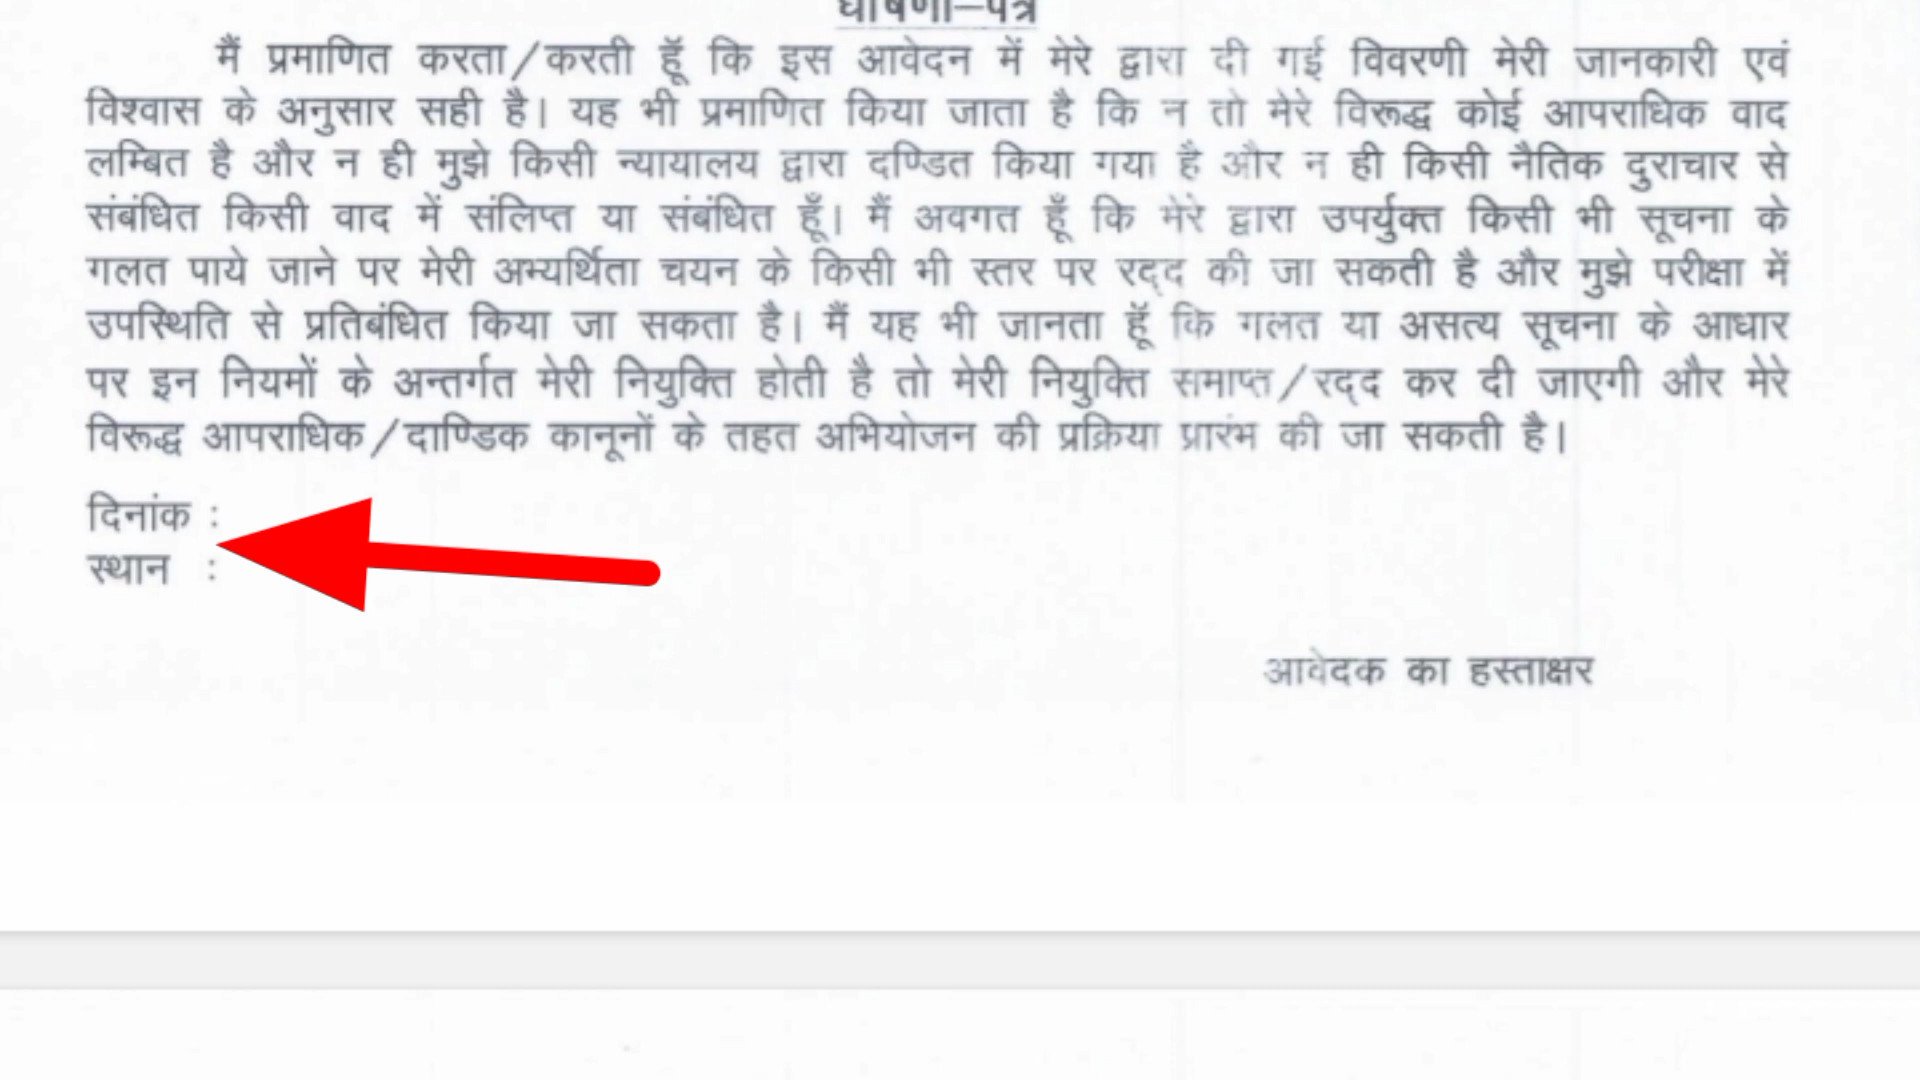 घोषणा–पत्र
मैं प्रमाणित करता/करती हूँ कि इस आवेदन में मेरे द्वारा दी गई विवरणी मेरी जानकारी एवं
विश्वास के अनुसार सही है। यह भी प्रमाणित किया जाता है कि न तो मेरे विरूद्ध कोई आपराधिक वाद
लम्बित है और न ही मुझे किसी न्यायालय द्वारा दण्डित किया गया है और न ही किसी नैतिक दुराचार से
संबंधित किसी वाद में संलिप्त या संबंधित हूँ। मैं अवगत हूँ कि मेरे द्वारा उपर्युक्त किसी भी सूचना के
गलत पाये जाने पर मेरी अभ्यर्थिता चयन के किसी भी स्तर पर रद्द की जा सकती है और मुझे परीक्षा में
उपस्थिति से प्रतिबंधित किया जा सकता है। मैं यह भी जानता हूँ कि गलत या असत्य सूचना के आधार
पर इन नियमों के अन्तर्गत मेरी नियुक्ति होती है तो मेरी नियुक्ति समाप्त/रद्द कर दी जाएगी और मेरे
विरूद्ध आपराधिक/दाण्डिक कानूनों के तहत अभियोजन की प्रक्रिया प्रारंभ की जा सकती है।
दिनांक :
स्थान :
आवेदक का हस्ताक्षर